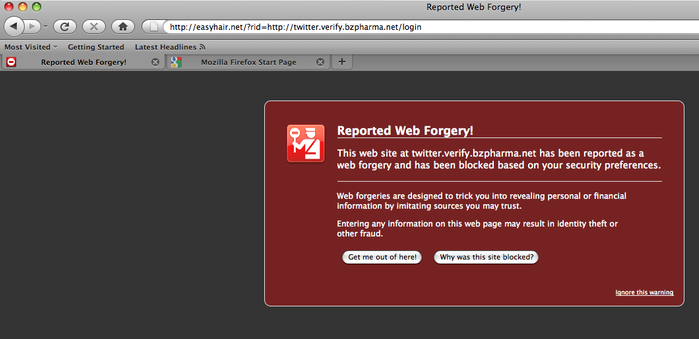 Reported Web Forgery!
http://easyhair.net/?rid=http://twitter.verify.bzpharma.net/login
Most Visited Getting Started Latest Headlines
Reported Web Forgery! Mozilla Firefox Start Page +
Reported Web Forgery!
This web site at twitter.verify.bzpharma.net has been reported as a
web forgery and has been blocked based on your security preferences.
Web forgeries are designed to trick you into revealing personal or financial
information by imitating sources you may trust.
Entering any information on this web page may result in identity theft or
other fraud.
Get me out of here! Why was this site blocked?
Ignore this warning